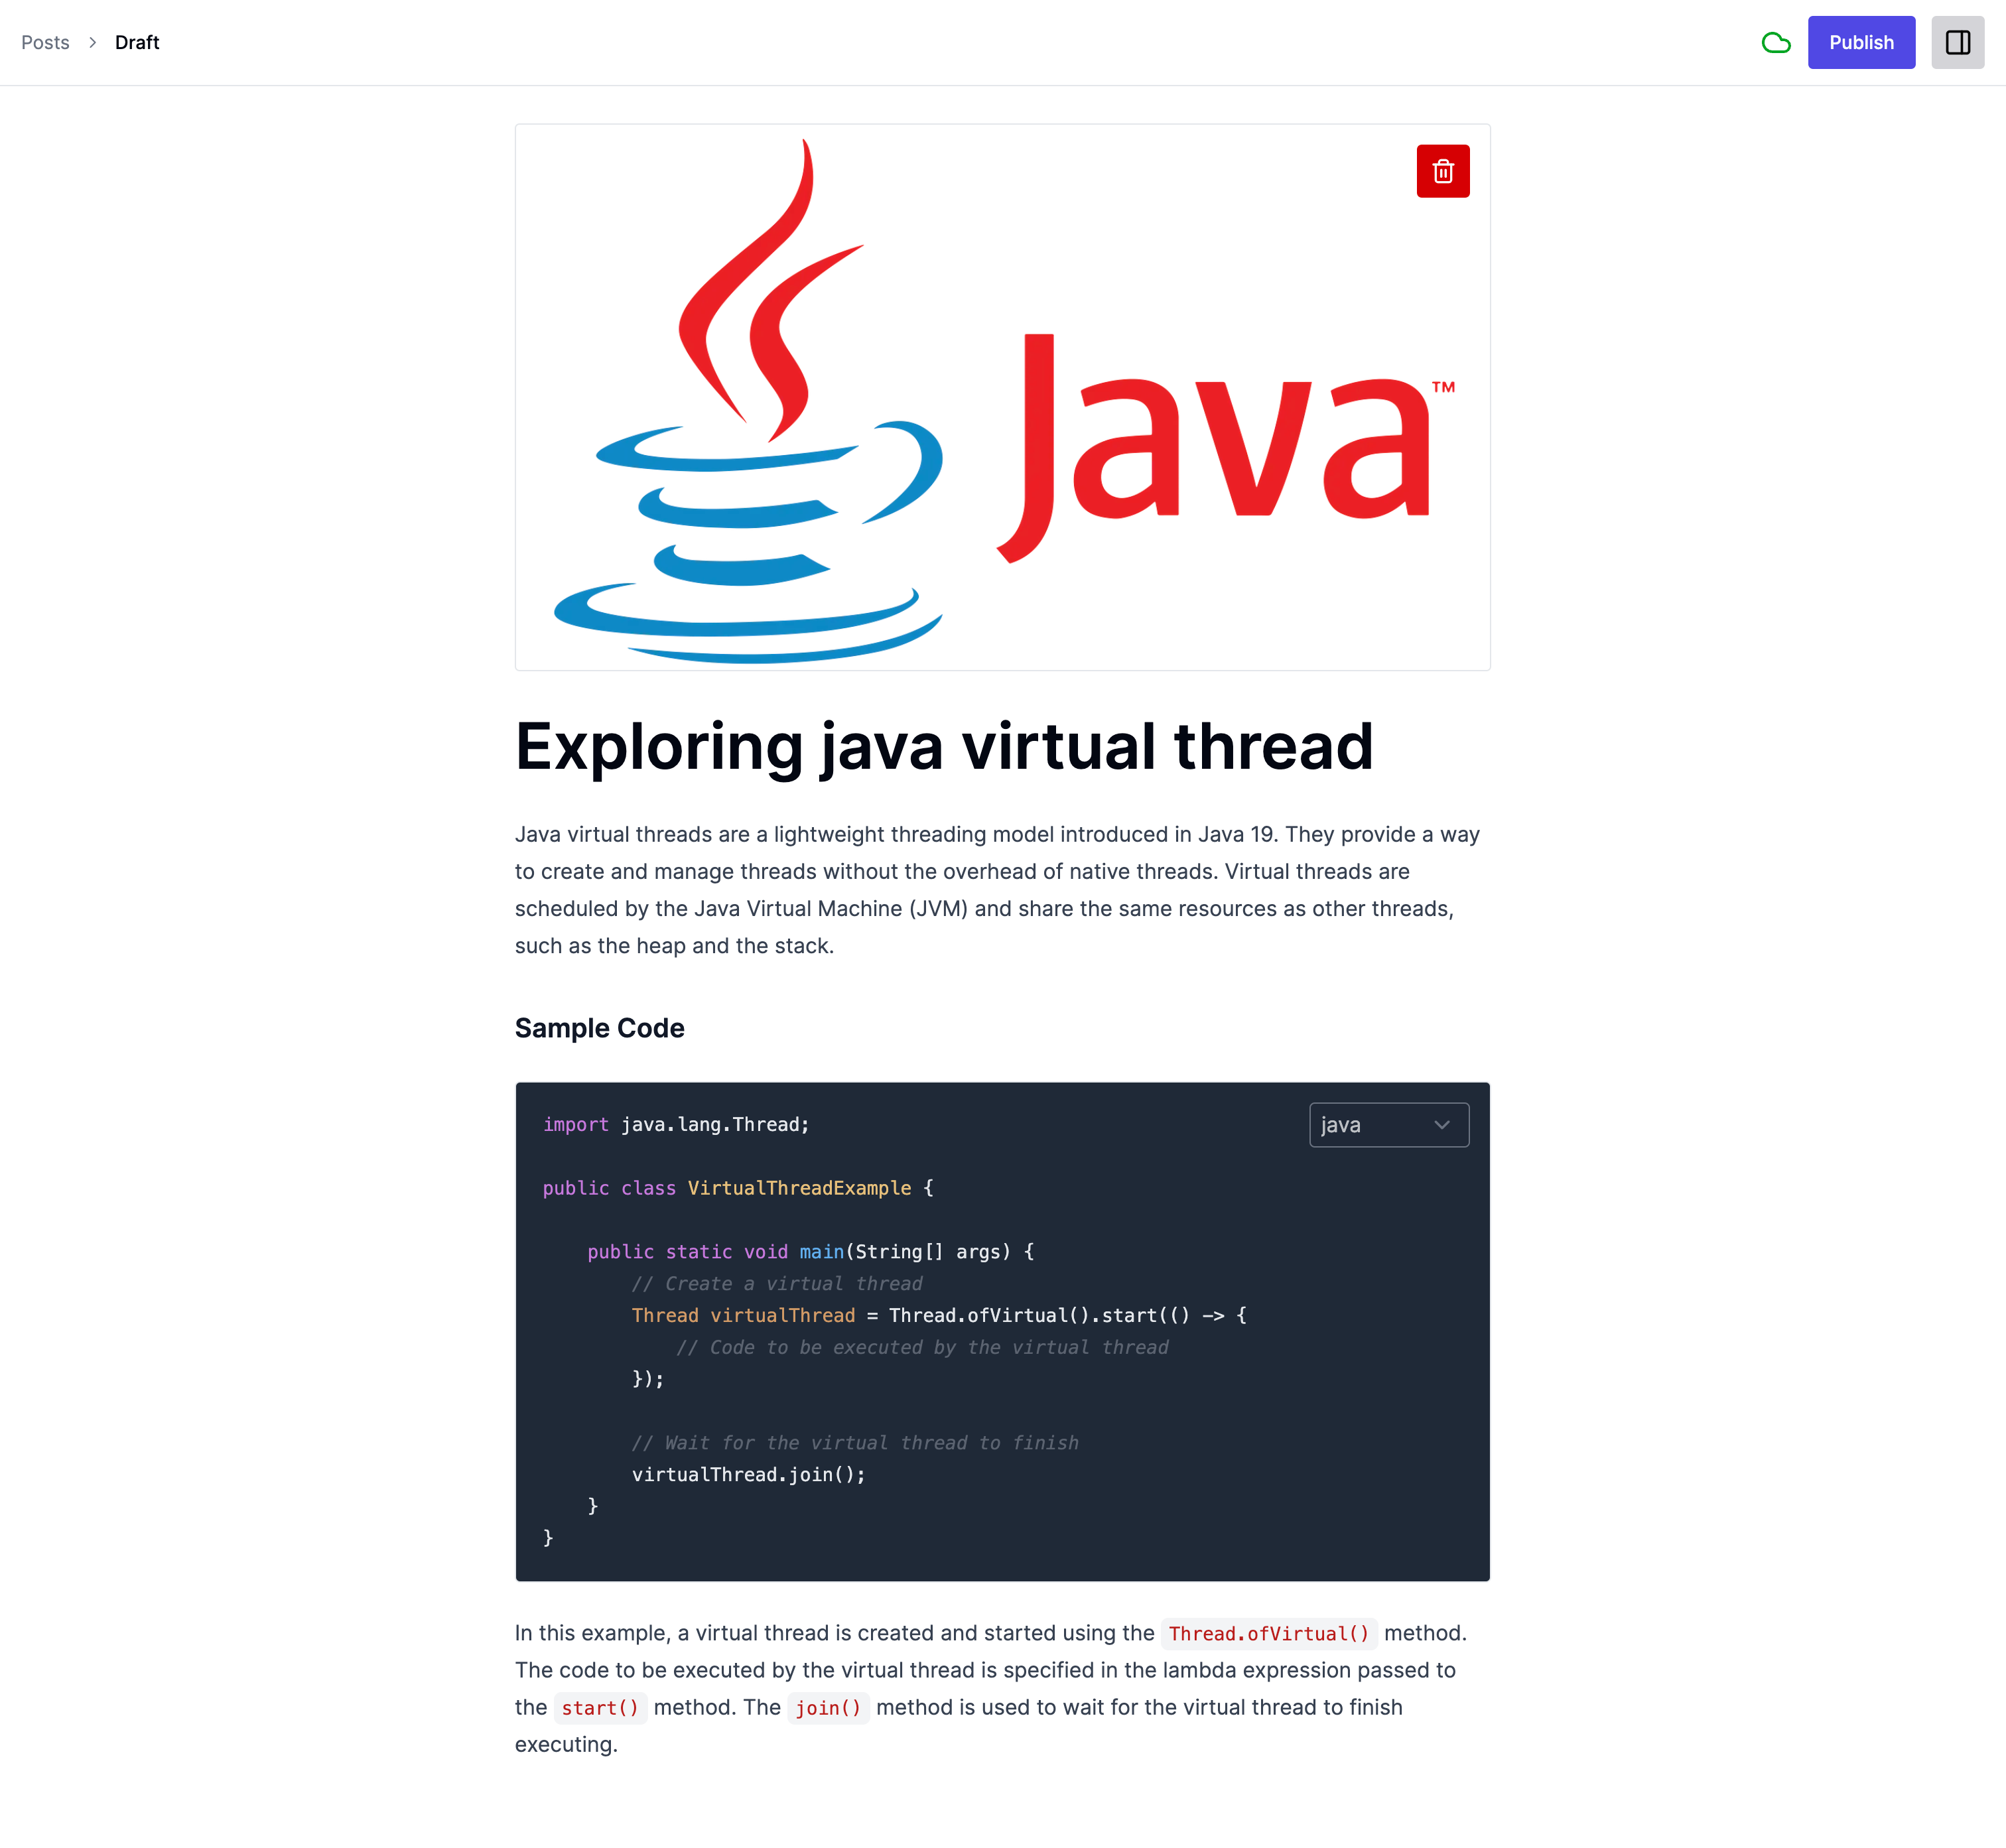 Posts > Draft
Publish
Java™
Exploring java virtual thread
Java virtual threads are a lightweight threading model introduced in Java 19. They provide a way
to create and manage threads without the overhead of native threads. Virtual threads are
scheduled by the Java Virtual Machine (JVM) and share the same resources as other threads,
such as the heap and the stack.
Sample Code
import java.lang.Thread;
java
public class VirtualThreadExample {
    public static void main(String[] args) {
        // Create a virtual thread
        Thread virtualThread = Thread.ofVirtual().start(() -> {
            // Code to be executed by the virtual thread
        });
        // Wait for the virtual thread to finish
        virtualThread.join();
    }
}
In this example, a virtual thread is created and started using the Thread.ofVirtual() method.
The code to be executed by the virtual thread is specified in the lambda expression passed to
the start() method. The join() method is used to wait for the virtual thread to finish
executing.